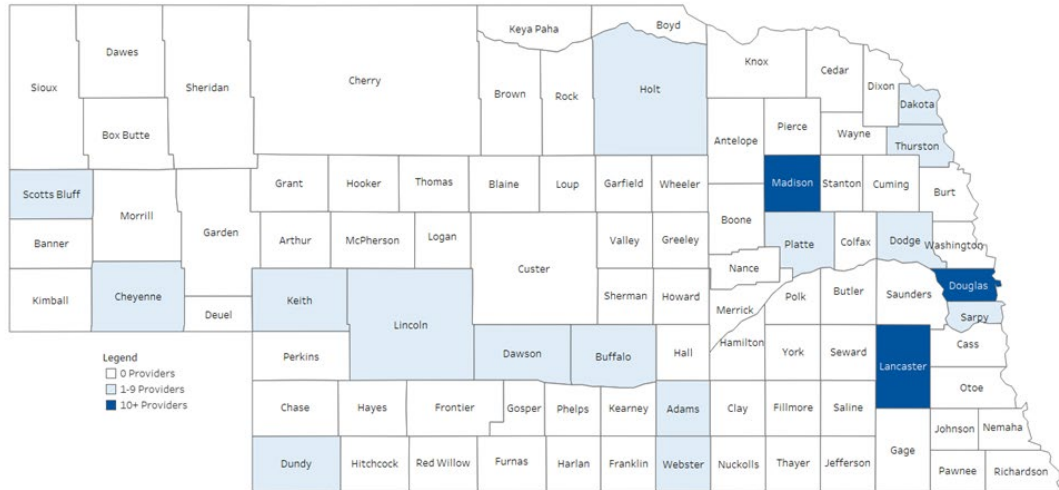 Keya Paha
Boyd
Dawes
Sioux
Sheridan
Cherry
Brown
Rock
Holt
Knox
Cedar
Dixon
Dakota
Box Butte
Antelope
Pierce
Wayne
Thurston
Scotts Bluff
Morrill
Garden
Grant
Hooker
Thomas
Blaine
Loup
Garfield
Wheeler
Madison
Stanton
Cuming
Burt
Boone
Banner
Arthur
McPherson
Logan
Custer
Valley
Greeley
Platte
Colfax
Dodge
Washington
Nance
Kimball
Cheyenne
Deuel
Keith
Lincoln
Sherman
Howard
Merrick
Polk
Butler
Saunders
Douglas
Sarpy
Perkins
Dawson
Buffalo
Hall
Hamilton
York
Seward
Lancaster
Cass
Otoe
Chase
Hayes
Frontier
Gosper
Phelps
Kearney
Adams
Clay
Fillmore
Saline
Johnson
Nemaha
Dundy
Hitchcock
Red Willow
Furnas
Harlan
Franklin
Webster
Nuckolls
Thayer
Jefferson
Gage
Pawnee
Richardson
Legend
0 Providers
1-9 Providers
10+ Providers